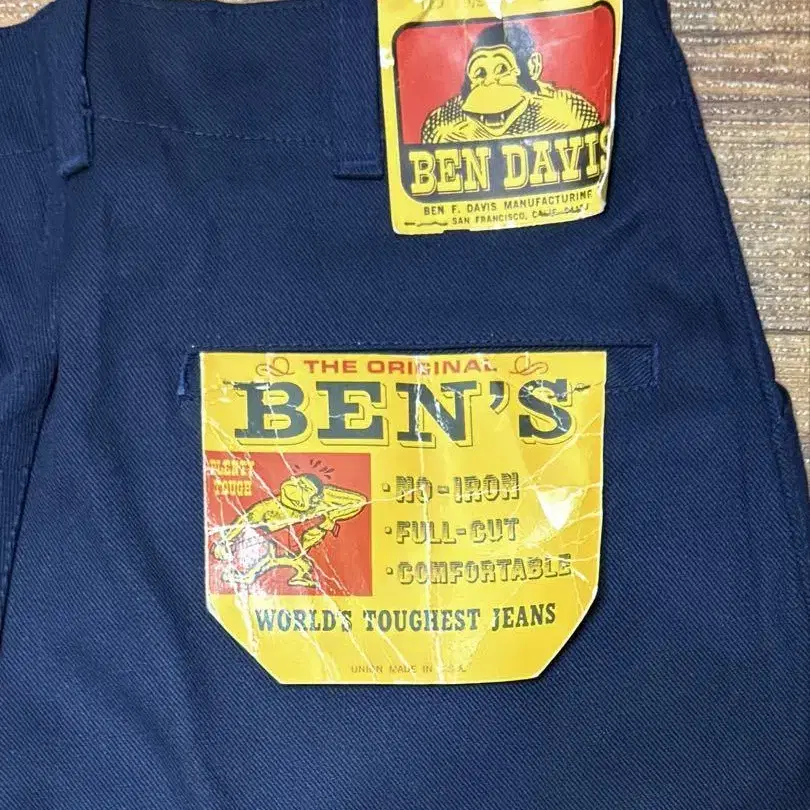 BEN DAVIS
BEN F. DAVIS MANUFACTURING
SAN FRANCISCO, CALIF.
THE ORIGINAL
BEN'S
PLENTY
TOUGH
• NO-IRON
• FULL-CUT
• COMFORTABLE
WORLD'S TOUGHEST JEANS
UNION MADE IN U.S.A.